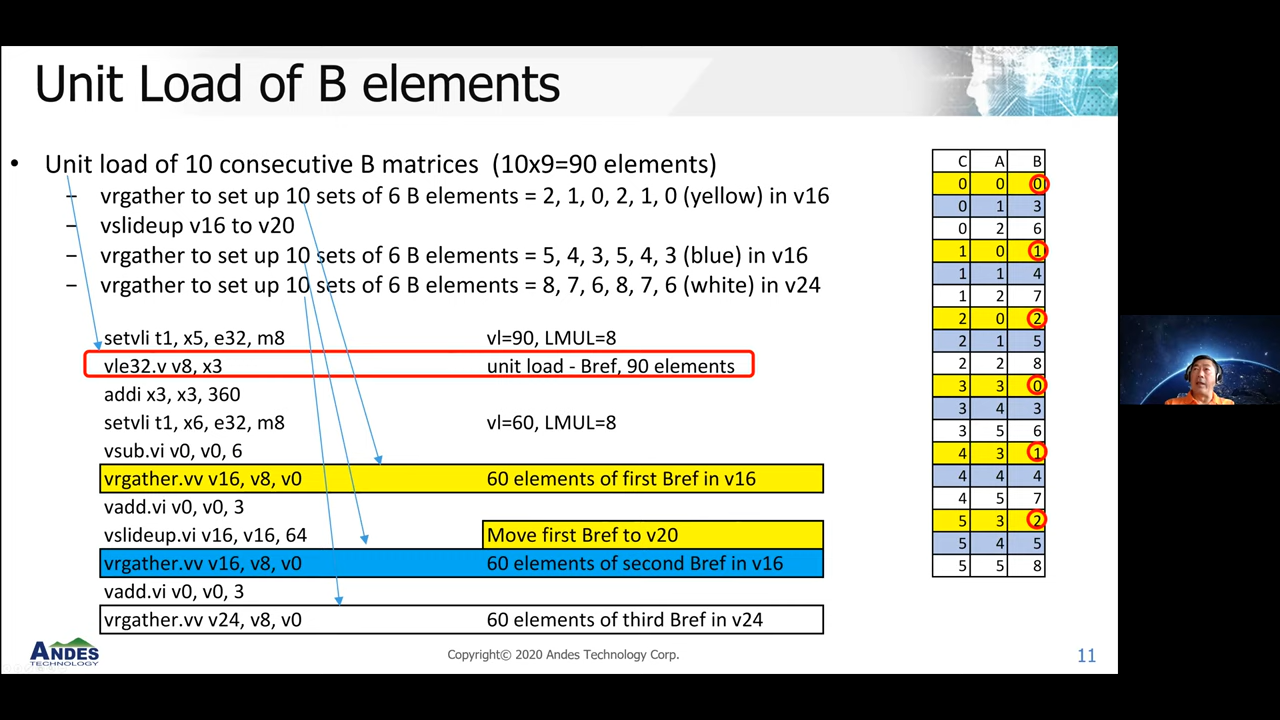 Unit Load of B elements
• Unit load of 10 consecutive B matrices (10x9=90 elements)
– vrgather to set up 10 sets of 6 B elements = 2, 1, 0, 2, 1, 0 (yellow) in v16
– vslideup v16 to v20
– vrgather to set up 10 sets of 6 B elements = 5, 4, 3, 5, 4, 3 (blue) in v16
– vrgather to set up 10 sets of 6 B elements = 8, 7, 6, 8, 7, 6 (white) in v24
setvli t1, x5, e32, m8 vl=90, LMUL=8
vle32.v v8, x3 unit load - Bref, 90 elements
addi x3, x3, 360
setvli t1, x6, e32, m8 vl=60, LMUL=8
vsub.vi v0, v0, 6
vrgather.vv v16, v8, v0 60 elements of first Bref in v16
vadd.vi v0, v0, 3
vslideup.vi v16, v16, 64 Move first Bref to v20
vrgather.vv v16, v8, v0 60 elements of second Bref in v16
vadd.vi v0, v0, 3
vrgather.vv v24, v8, v0 60 elements of third Bref in v24
C A B
0 0 0
0 1 3
0 2 6
1 0 1
1 1 4
1 2 7
2 0 2
2 1 5
2 2 8
3 3 0
3 4 3
3 5 6
4 3 1
4 4 4
4 5 7
5 3 2
5 4 5
5 5 8
ANDES
TECHNOLOGY
Copyright© 2020 Andes Technology Corp.
11